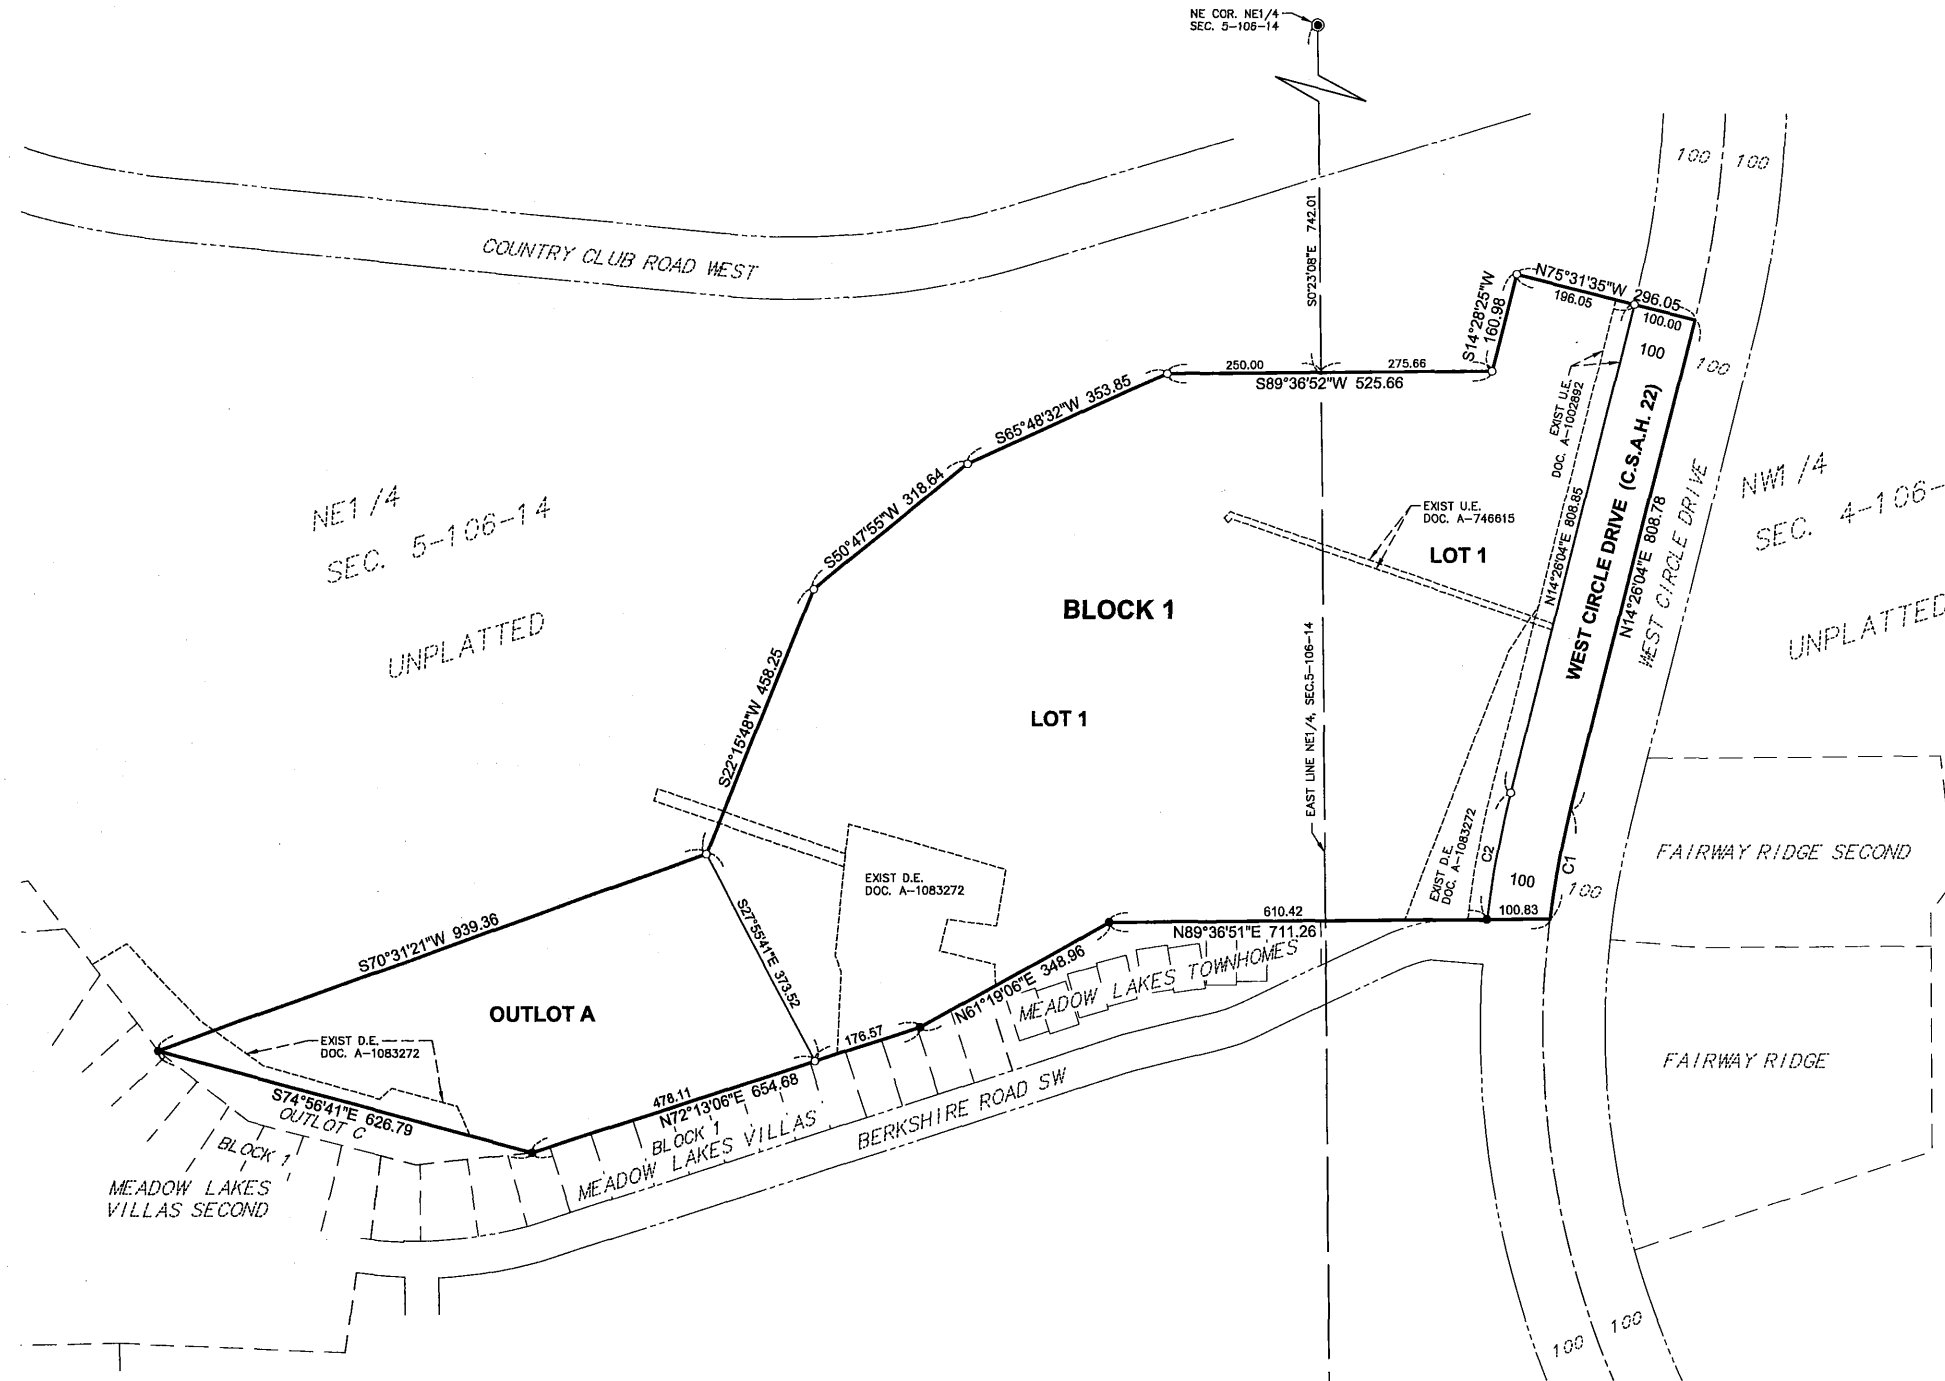 NE COR. NE1/4
SEC. 5-106-14
100
100
S0°23'08"E 742.01
COUNTRY CLUB ROAD WEST
N75°31'35"W 296.05
196.05
100.00
S14°28'25"W
160.98
100
100
250.00
275.66
S89°36'52"W 525.66
S65°48'32"W 353.85
EXIST U.E.
DOC. A-1002892
WEST CIRCLE DRIVE (C.S.A.H. 22)
N14°26'04"E 808.85
N14°26'04"E 808.78
WEST CIRCLE DRIVE
NE1/4
SEC. 5-106-14
UNPLATTED
NW1/4
SEC. 4-106-
UNPLATTED
S50°47'55"W 318.64
EXIST U.E.
DOC. A-746615
LOT 1
BLOCK 1
LOT 1
EAST LINE NE1/4, SEC.5-106-14
S22°15'48"W 458.25
EXIST D.E.
DOC. A-1083272
EXIST D.E.
DOC. A-1083272
C2
C1
100
100
FAIRWAY RIDGE SECOND
610.42
100.83
N89°36'51"E 711.26
S70°31'21"W 939.36
S27°55'41"E 373.52
N61°19'06"E 348.96
MEADOW LAKES TOWNHOMES
OUTLOT A
EXIST D.E.
DOC. A-1083272
176.57
FAIRWAY RIDGE
S74°56'41"E 626.79
OUTLOT C
478.11
N72°13'06"E 654.68
BLOCK 1
MEADOW LAKES VILLAS
BERKSHIRE ROAD SW
BLOCK 1
MEADOW LAKES
VILLAS SECOND
100
100